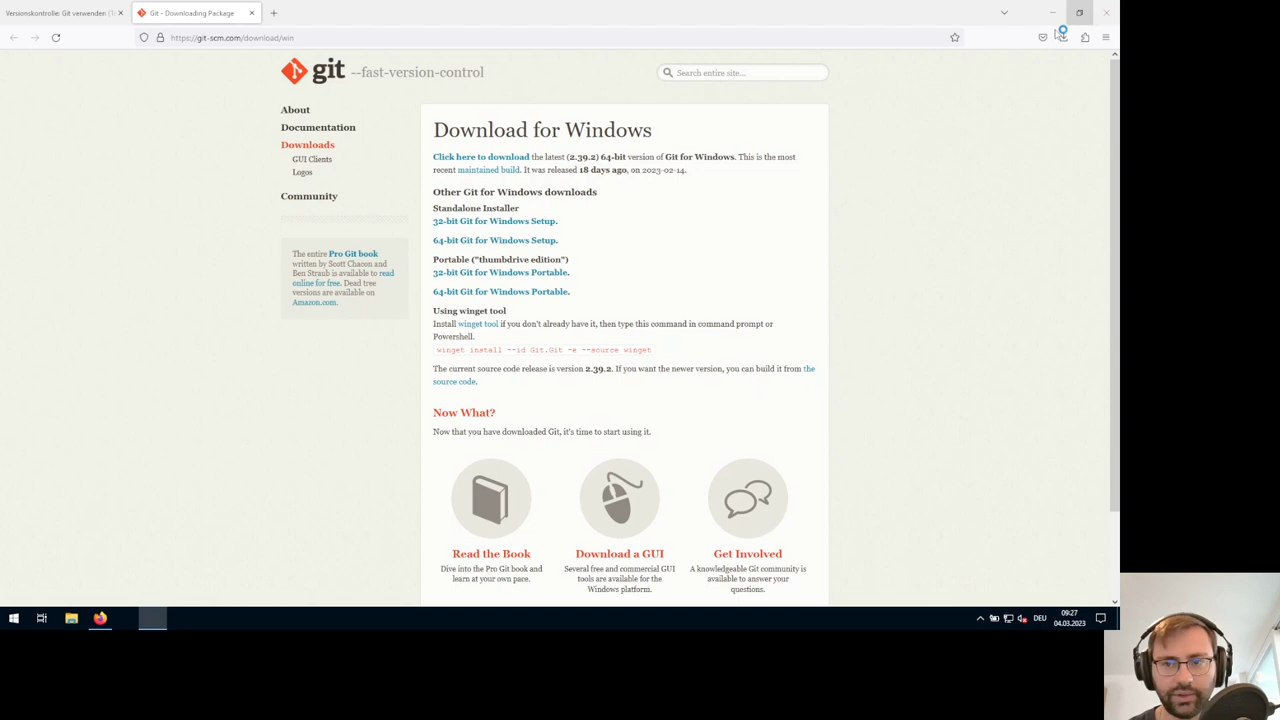 Versionskontrolle: Git verwenden (To
Git - Downloading Package
https://git-scm.com/download/win
git --fast-version-control
Search entire site...
About
Documentation
Downloads
GUI Clients
Logos
Community
The entire Pro Git book
written by Scott Chacon and
Ben Straub is available to read
online for free. Dead tree
versions are available on
Amazon.com.
Download for Windows
Click here to download the latest (2.39.2) 64-bit version of Git for Windows. This is the most
recent maintained build. It was released 18 days ago, on 2023-02-14.
Other Git for Windows downloads
Standalone Installer
32-bit Git for Windows Setup.
64-bit Git for Windows Setup.
Portable ("thumbdrive edition")
32-bit Git for Windows Portable.
64-bit Git for Windows Portable.
Using winget tool
Install winget tool if you don't already have it, then type this command in command prompt or
Powershell.
winget install --id Git.Git -e --source winget
The current source code release is version 2.39.2. If you want the newer version, you can build it from the
source code.
Now What?
Now that you have downloaded Git, it's time to start using it.
Read the Book
Dive into the Pro Git book and
learn at your own pace.
Download a GUI
Several free and commercial GUI
tools are available for the
Windows platform.
Get Involved
A knowledgeable Git community is
available to answer your
questions.
DEU
09:27
04.03.2023